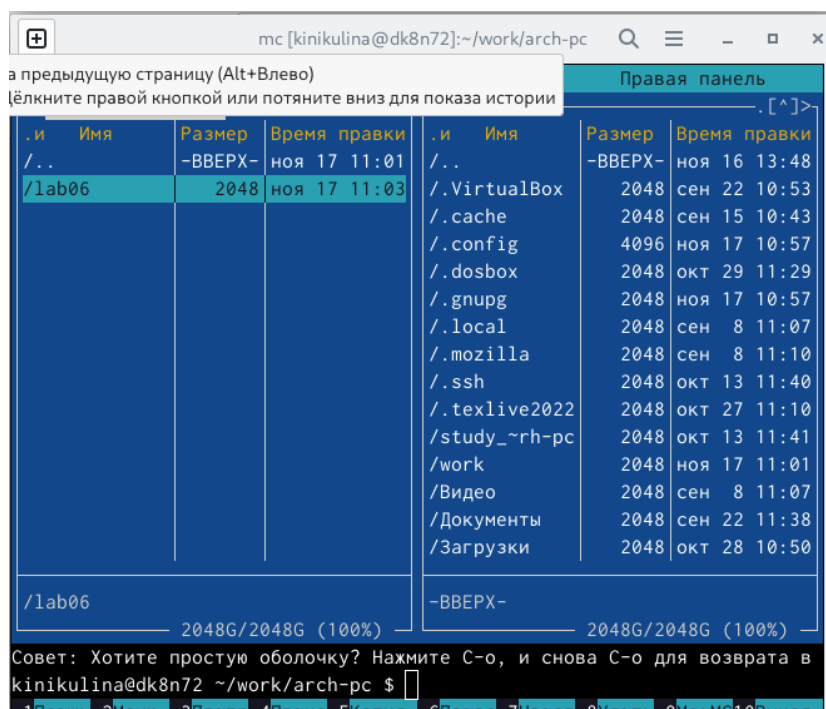 mc [kinikulina@dk8n72]:~/work/arch-pc
а предыдущую страницу (Alt+Влево)
Щёлкните правой кнопкой или потяните вниз для показа истории
Правая панель
.[^]>
.и Имя Размер Время правки .и Имя Размер Время правки
/.. -ВВЕРХ- ноя 17 11:01 /.. -ВВЕРХ- ноя 16 13:48
/lab06 2048 ноя 17 11:03 /.VirtualBox 2048 сен 22 10:53
/.cache 2048 сен 15 10:43
/.config 4096 ноя 17 10:57
/.dosbox 2048 окт 29 11:29
/.gnupg 2048 ноя 17 10:57
/.local 2048 сен 8 11:07
/.mozilla 2048 сен 8 11:10
/.ssh 2048 окт 13 11:40
/.texlive2022 2048 окт 27 11:10
/study_~rh-pc 2048 окт 13 11:41
/work 2048 ноя 17 11:01
/Видео 2048 сен 8 11:07
/Документы 2048 сен 22 11:38
/Загрузки 2048 окт 28 10:50
/lab06 -ВВЕРХ-
2048G/2048G (100%) 2048G/2048G (100%)
Совет: Хотите простую оболочку? Нажмите C-o, и снова C-o для возврата в
kinikulina@dk8n72 ~/work/arch-pc $